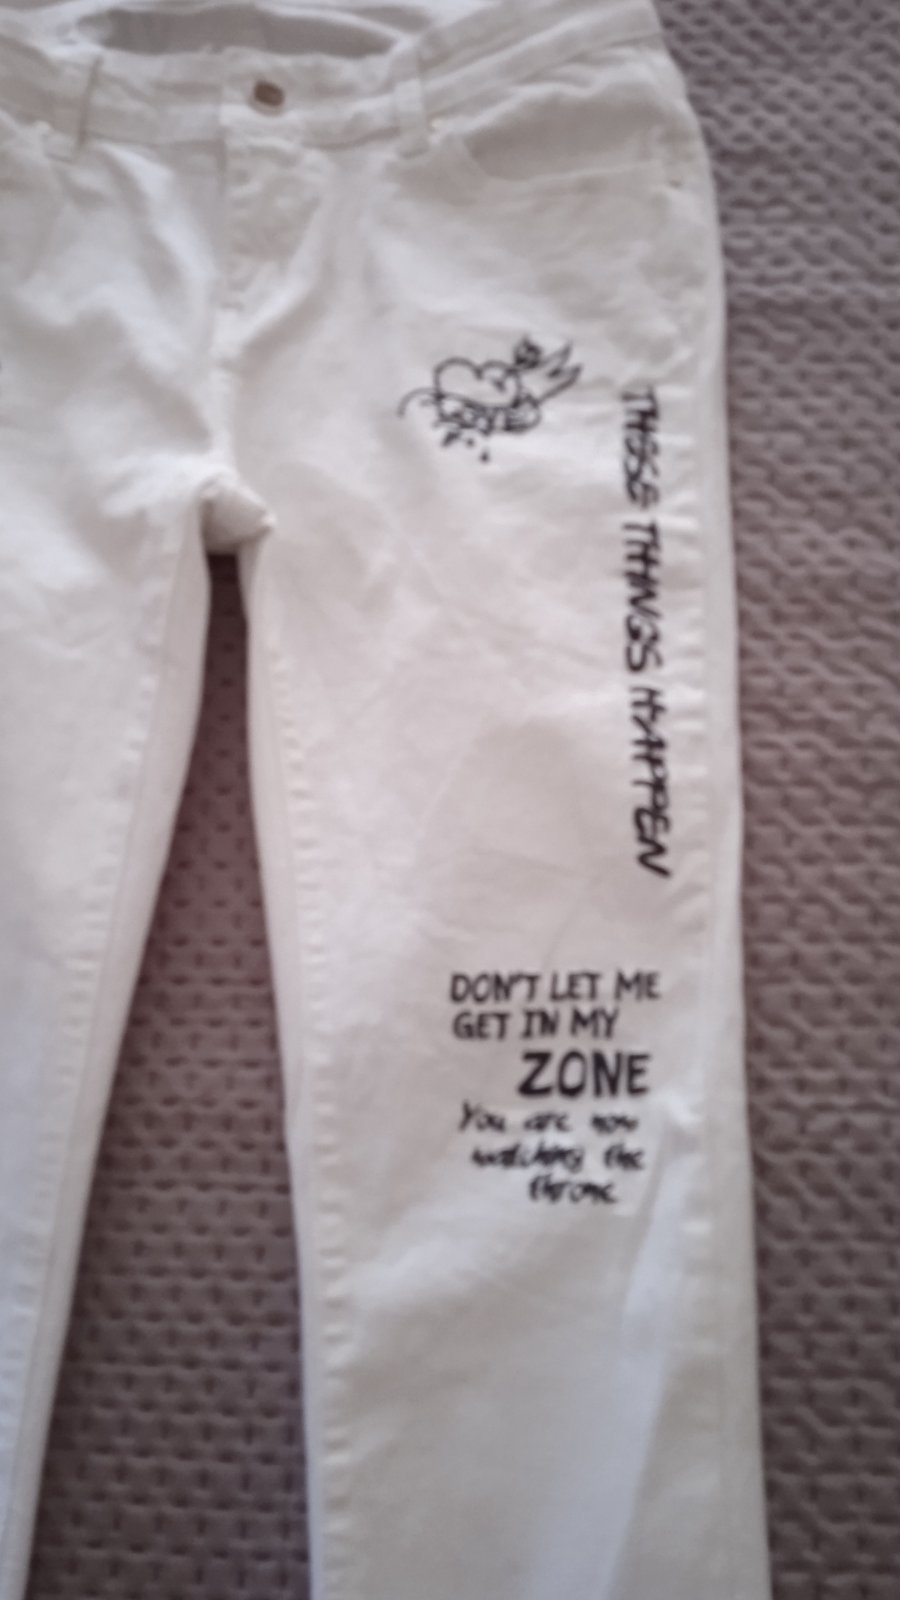 THESE THINGS HAPPEN
DON'T LET ME
GET IN MY
ZONE
You are now
watching the
throne